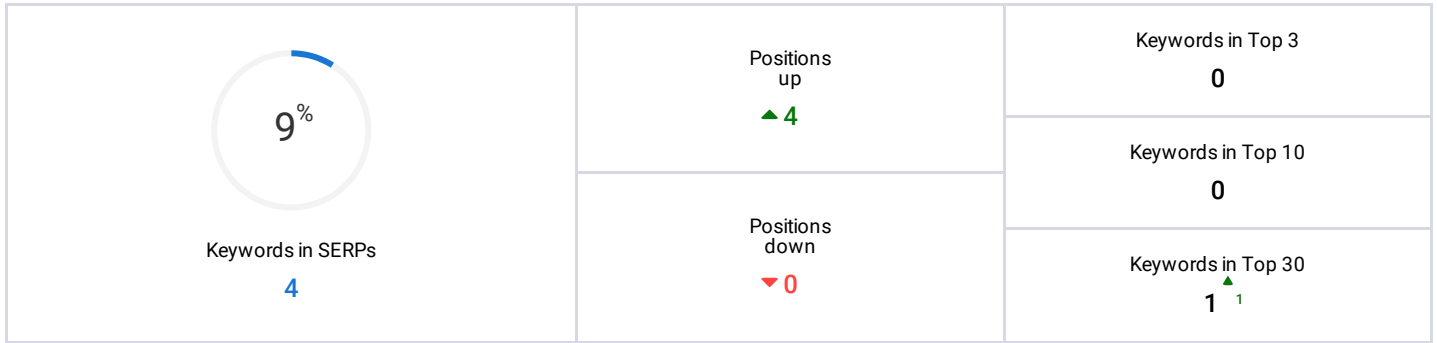 9%
Keywords in SERPs
4
Positions
up
4
Positions
down
0
Keywords in Top 3
0
Keywords in Top 10
0
Keywords in Top 30
1 1